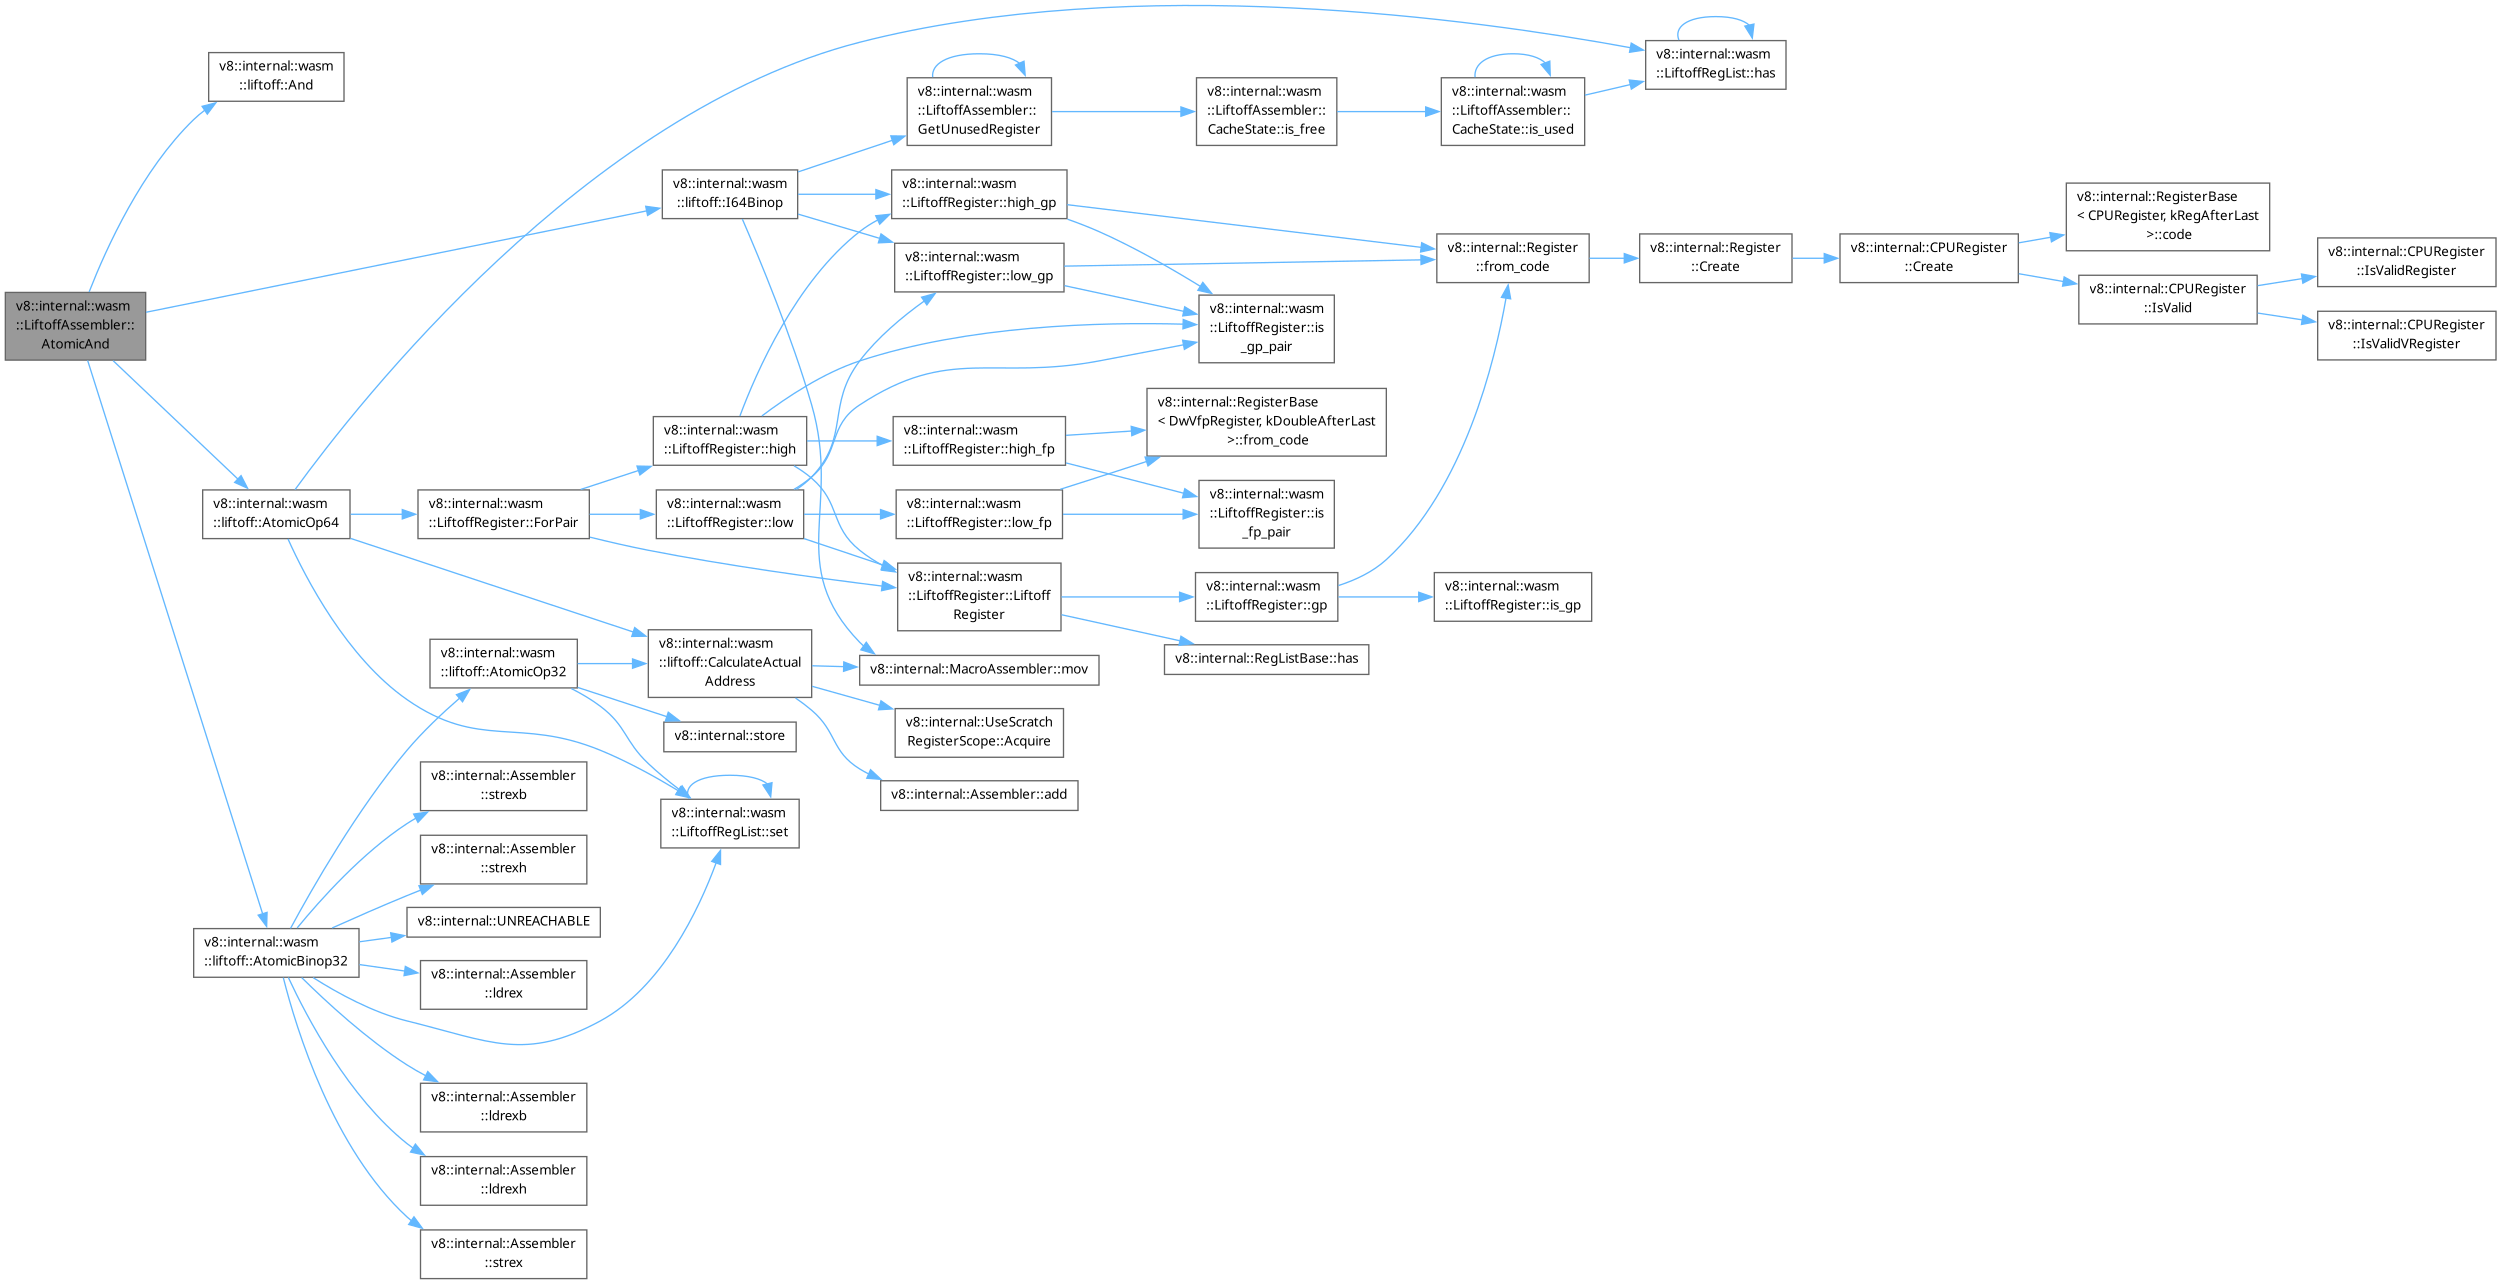 v8::internal::wasm
::LiftoffAssembler::
AtomicAnd
v8::internal::wasm
::liftoff::And
v8::internal::wasm
::liftoff::I64Binop
v8::internal::wasm
::liftoff::AtomicOp64
v8::internal::wasm
::liftoff::AtomicBinop32
v8::internal::wasm
::LiftoffRegister::ForPair
v8::internal::wasm
::liftoff::AtomicOp32
v8::internal::Assembler
::strexb
v8::internal::Assembler
::strexh
v8::internal::UNREACHABLE
v8::internal::Assembler
::ldrex
v8::internal::Assembler
::ldrexb
v8::internal::Assembler
::ldrexh
v8::internal::Assembler
::strex
v8::internal::wasm
::LiftoffRegister::high
v8::internal::wasm
::LiftoffRegister::low
v8::internal::wasm
::liftoff::CalculateActual
Address
v8::internal::store
v8::internal::wasm
::LiftoffRegList::set
v8::internal::wasm
::LiftoffAssembler::
GetUnusedRegister
v8::internal::wasm
::LiftoffRegister::high_gp
v8::internal::wasm
::LiftoffRegister::low_gp
v8::internal::wasm
::LiftoffRegister::high_fp
v8::internal::wasm
::LiftoffRegister::low_fp
v8::internal::wasm
::LiftoffRegister::Liftoff
Register
v8::internal::MacroAssembler::mov
v8::internal::UseScratch
RegisterScope::Acquire
v8::internal::Assembler::add
v8::internal::wasm
::LiftoffAssembler::
CacheState::is_free
v8::internal::wasm
::LiftoffRegister::is
_gp_pair
v8::internal::RegisterBase
< DwVfpRegister, kDoubleAfterLast
>::from_code
v8::internal::wasm
::LiftoffRegister::is
_fp_pair
v8::internal::wasm
::LiftoffRegister::gp
v8::internal::RegListBase::has
v8::internal::wasm
::LiftoffAssembler::
CacheState::is_used
v8::internal::Register
::from_code
v8::internal::wasm
::LiftoffRegister::is_gp
v8::internal::wasm
::LiftoffRegList::has
v8::internal::Register
::Create
v8::internal::CPURegister
::Create
v8::internal::RegisterBase
< CPURegister, kRegAfterLast
>::code
v8::internal::CPURegister
::IsValid
v8::internal::CPURegister
::IsValidRegister
v8::internal::CPURegister
::IsValidVRegister